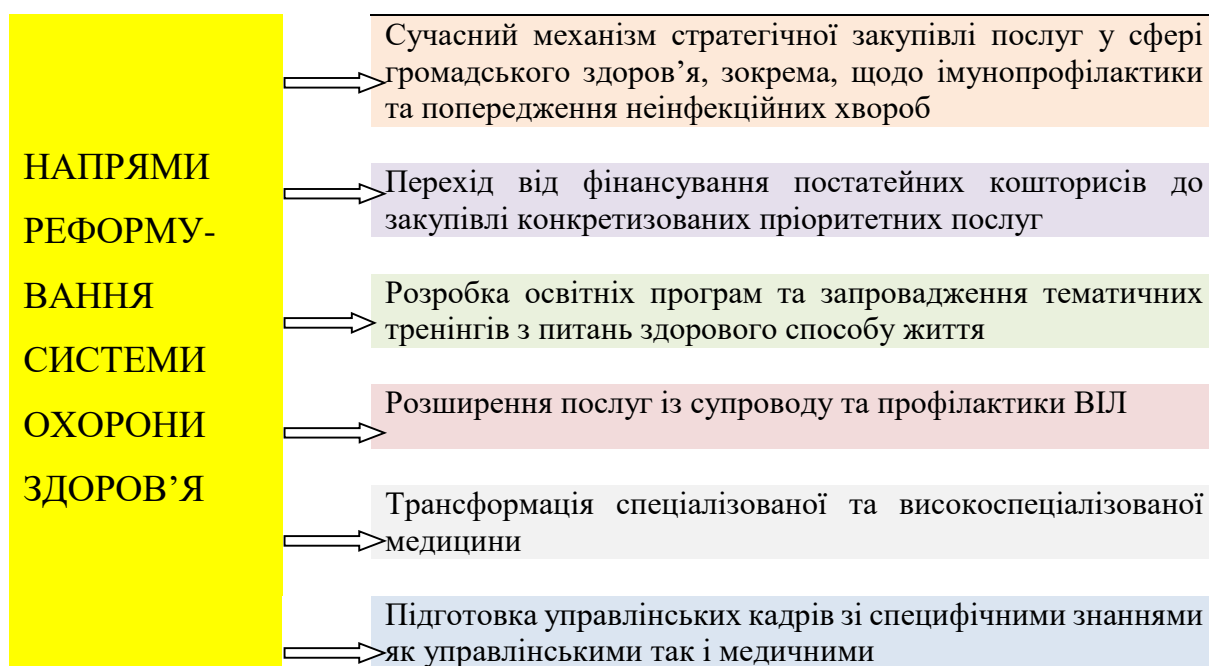 НАПРЯМИ
РЕФОРМУ-
ВАННЯ
СИСТЕМИ
ОХОРОНИ
ЗДОРОВ’Я
Сучасний механізм стратегічної закупівлі послуг у сфері
громадського здоров’я, зокрема, щодо імунопрофілактики
та попередження неінфекційних хвороб
Перехід від фінансування постатейних кошторисів до
закупівлі конкретизованих пріоритетних послуг
Розробка освітніх програм та запровадження тематичних
тренінгів з питань здорового способу життя
Розширення послуг із супроводу та профілактики ВІЛ
Трансформація спеціалізованої та високоспеціалізованої
медицини
Підготовка управлінських кадрів зі специфічними знаннями
як управлінськими так і медичними